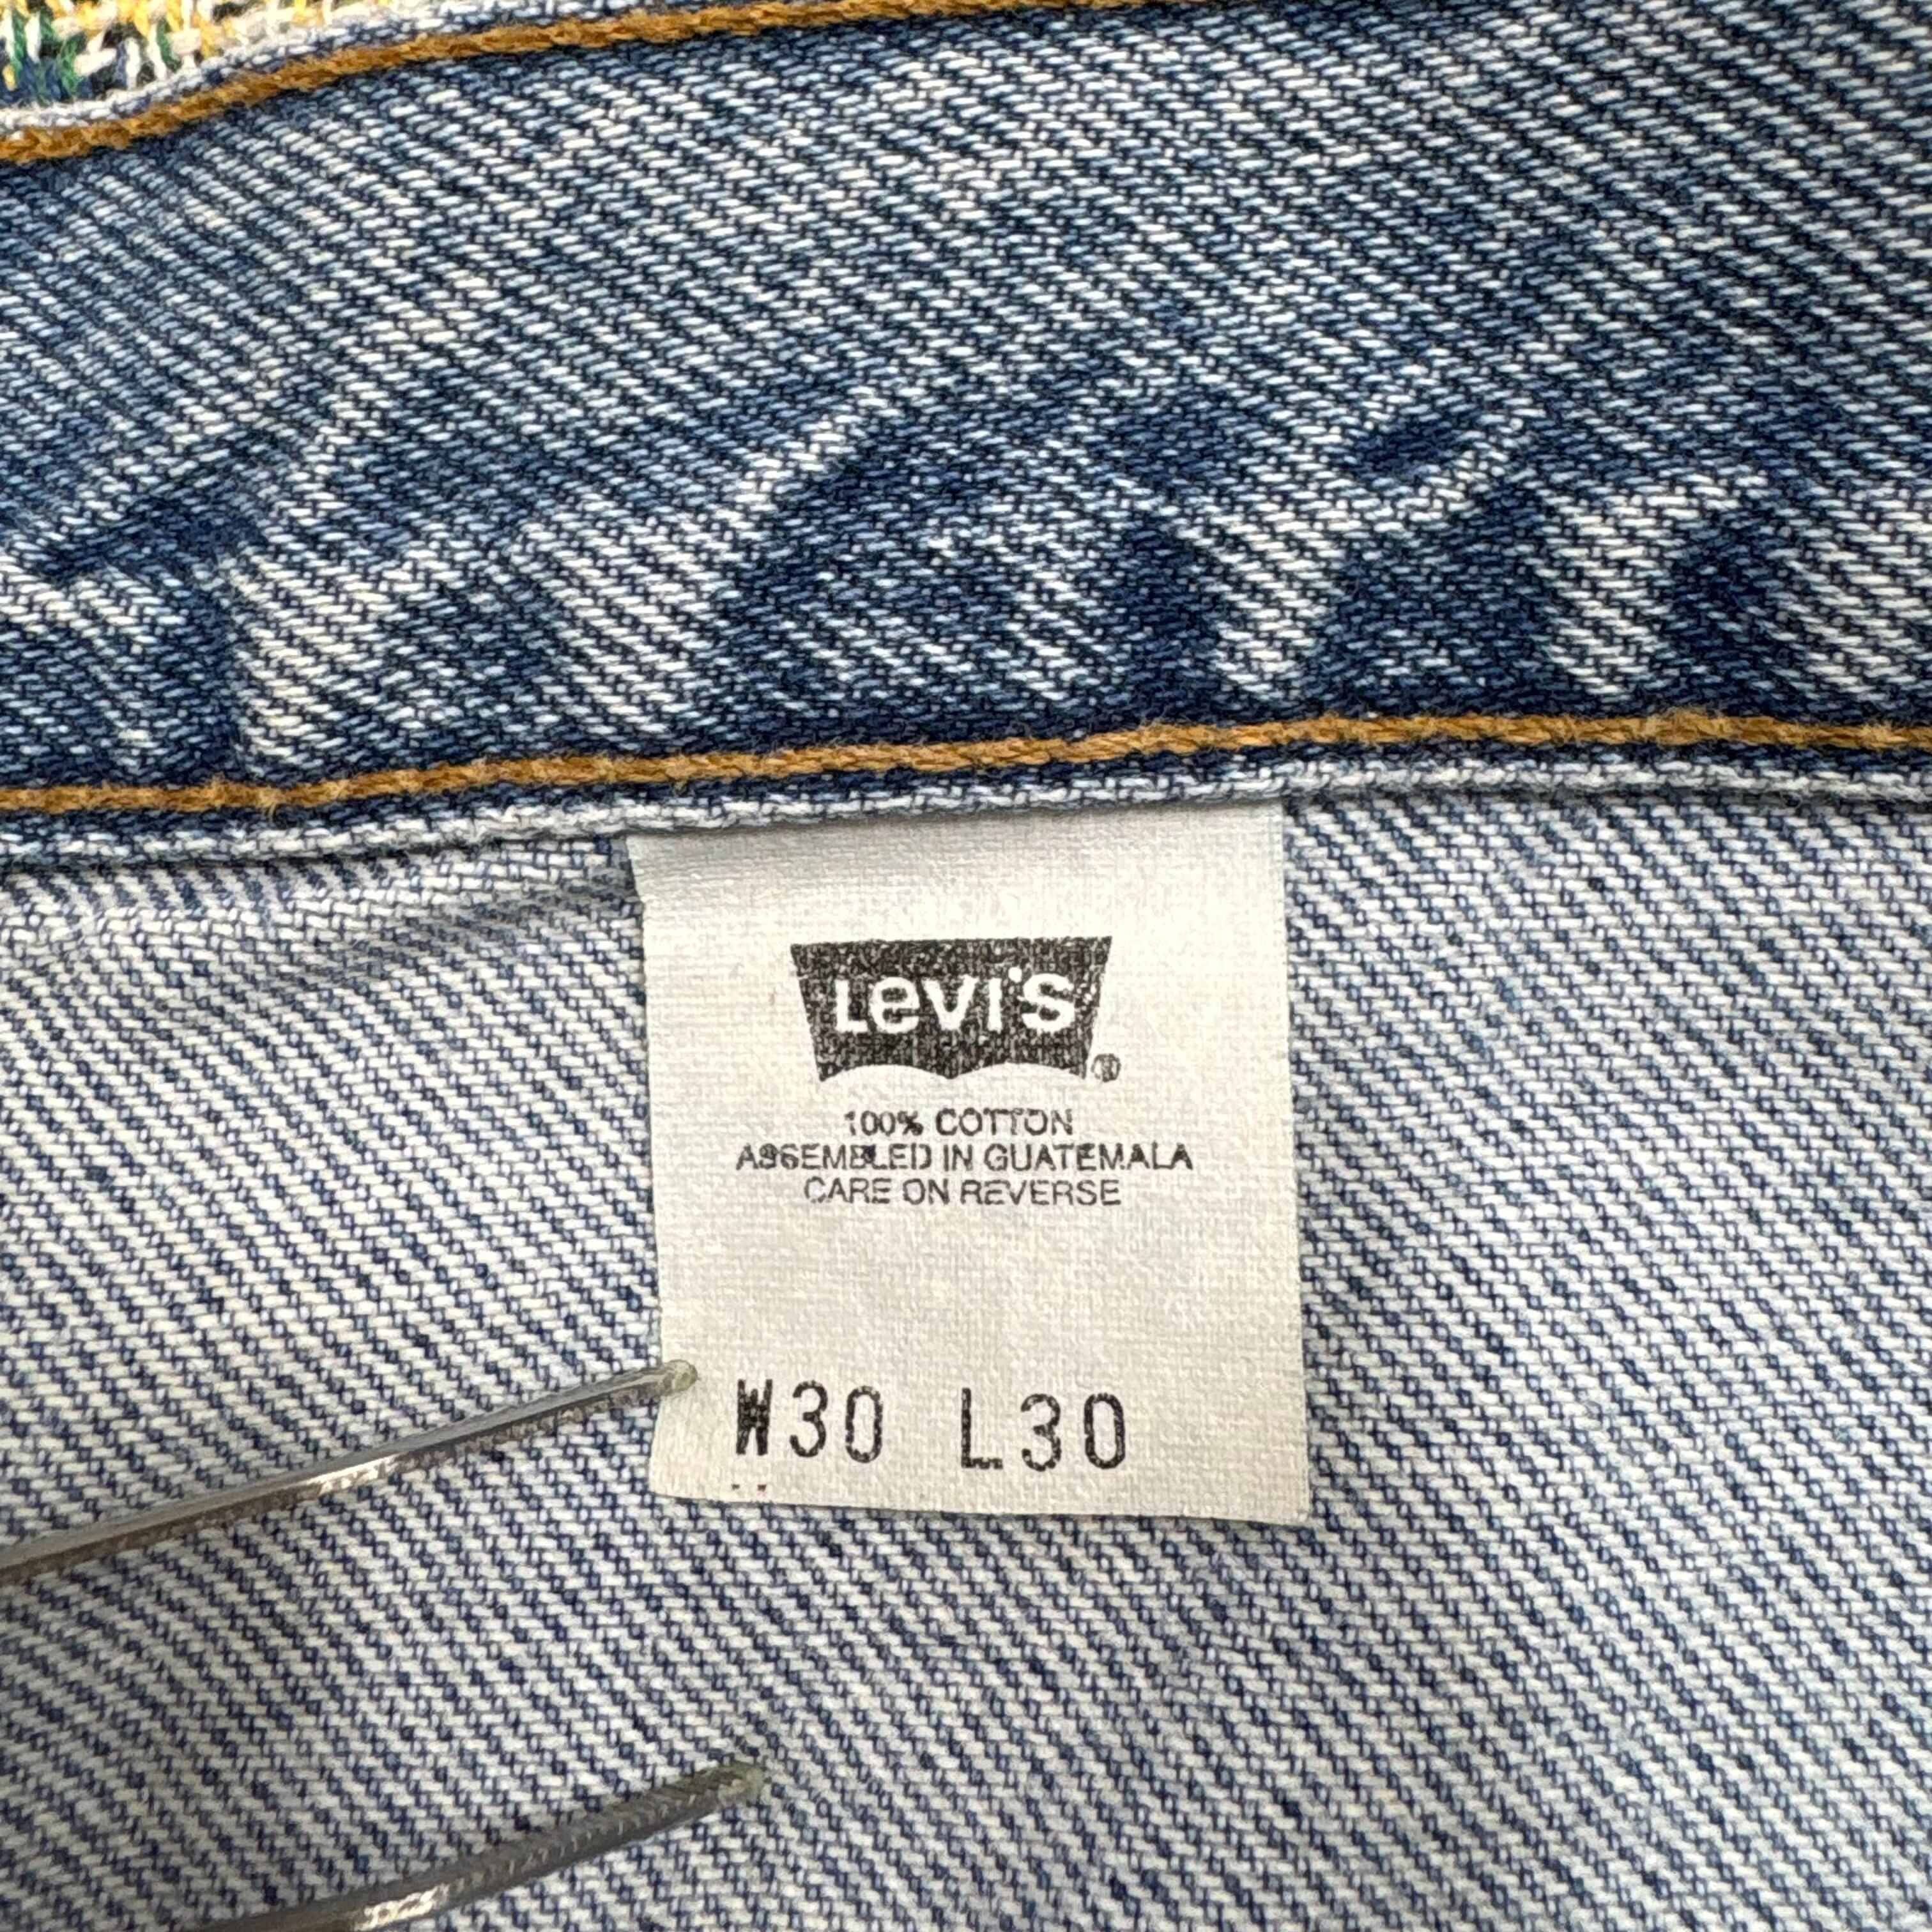 Levi's®
100% COTTON
ASSEMBLED IN GUATEMALA
CARE ON REVERSE
W30 L30